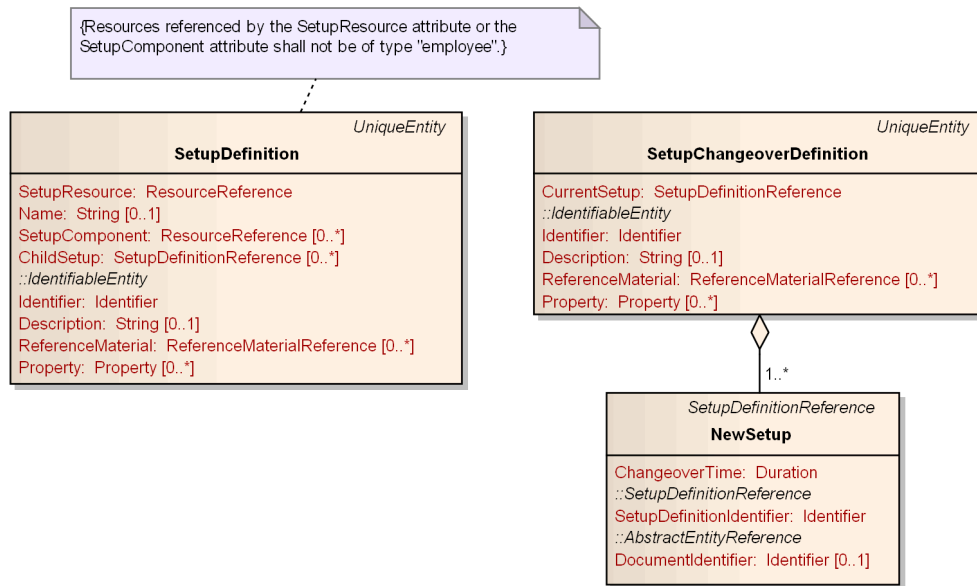 {Resources referenced by the SetupResource attribute or the
SetupComponent attribute shall not be of type "employee".}
UniqueEntity
SetupDefinition
SetupResource: ResourceReference
Name: String [0..1]
SetupComponent: ResourceReference [0..*]
ChildSetup: SetupDefinitionReference [0..*]
::IdentifiableEntity
Identifier: Identifier
Description: String [0..1]
ReferenceMaterial: ReferenceMaterialReference [0..*]
Property: Property [0..*]
UniqueEntity
SetupChangeoverDefinition
CurrentSetup: SetupDefinitionReference
::IdentifiableEntity
Identifier: Identifier
Description: String [0..1]
ReferenceMaterial: ReferenceMaterialReference [0..*]
Property: Property [0..*]
1..*
SetupDefinitionReference
NewSetup
ChangeoverTime: Duration
::SetupDefinitionReference
SetupDefinitionIdentifier: Identifier
::AbstractEntityReference
DocumentIdentifier: Identifier [0..1]